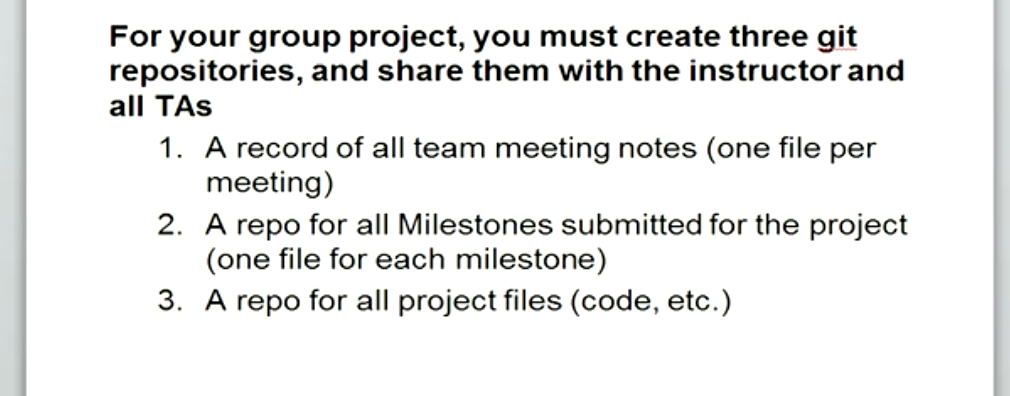 For your group project, you must create three git
repositories, and share them with the instructor and
all TAs
1. A record of all team meeting notes (one file per
meeting)
2. A repo for all Milestones submitted for the project
(one file for each milestone)
3. A repo for all project files (code, etc.)